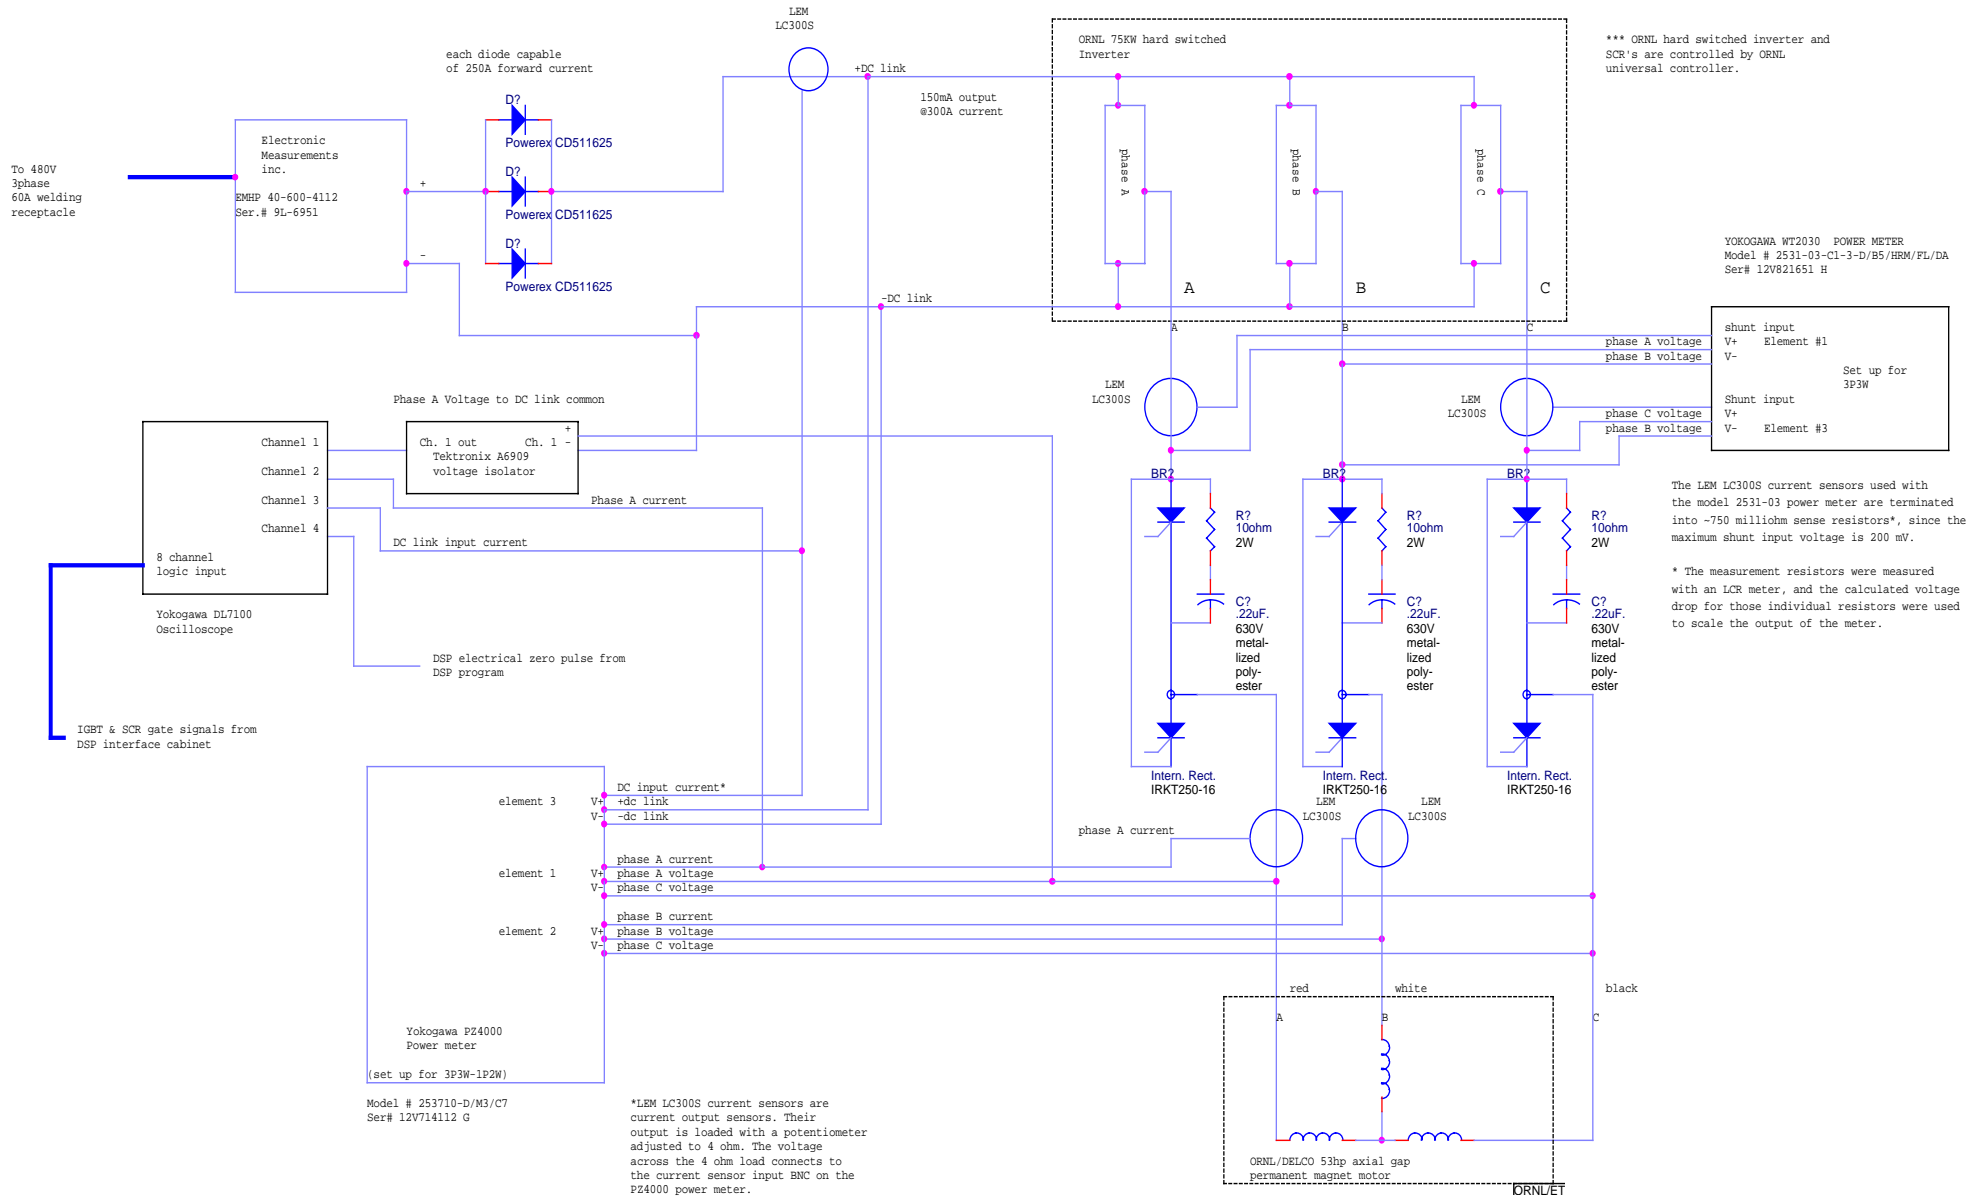 LEM
LC300S
each diode capable
of 250A forward current
+DC link
150mA output
@300A current
ORNL 75KW hard switched
Inverter
*** ORNL hard switched inverter and
SCR's are controlled by ORNL
universal controller.
To 480V
3phase
60A welding
receptacle
Electronic
Measurements
inc.
EMHP 40-600-4112
Ser.# 9L-6951
+
-
D?
Powerex CD511625
D?
Powerex CD511625
D?
Powerex CD511625
phase A
phase B
phase C
A
B
C
-DC link
A
B
C
YOKOGAWA WT2030  POWER METER
Model # 2531-03-C1-3-D/B5/HRM/FL/DA
Ser# 12V821651 H
shunt input
V+
Element #1
V-
Set up for
3P3W
Shunt input
V+
V-
Element #3
phase A voltage
phase B voltage
phase C voltage
phase B voltage
LEM
LC300S
LEM
LC300S
Phase A Voltage to DC link common
Channel 1
Channel 2
Channel 3
Channel 4
8 channel
logic input
Yokogawa DL7100
Oscilloscope
Ch. 1 out
+
Ch. 1 -
Tektronix A6909
voltage isolator
Phase A current
DC link input current
DSP electrical zero pulse from
DSP program
IGBT & SCR gate signals from
DSP interface cabinet
BR?
R?
10ohm
2W
C?
.22uF.
630V
metal-
lized
poly-
ester
Intern. Rect.
IRKT250-16
BR?
R?
10ohm
2W
C?
.22uF.
630V
metal-
lized
poly-
ester
Intern. Rect.
IRKT250-16
BR?
R?
10ohm
2W
C?
.22uF.
630V
metal-
lized
poly-
ester
Intern. Rect.
IRKT250-16
The LEM LC300S current sensors used with
the model 2531-03 power meter are terminated
into ~750 milliohm sense resistors*, since the
maximum shunt input voltage is 200 mV.
* The measurement resistors were measured
with an LCR meter, and the calculated voltage
drop for those individual resistors were used
to scale the output of the meter.
DC input current*
element 3
V+
+dc link
V-
-dc link
phase A current
element 1
V+
phase A voltage
V-
phase C voltage
phase B current
element 2
V+
phase B voltage
V-
phase C voltage
phase A current
LEM
LC300S
LEM
LC300S
Yokogawa PZ4000
Power meter
(set up for 3P3W-1P2W)
Model # 253710-D/M3/C7
Ser# 12V714112 G
*LEM LC300S current sensors are
current output sensors. Their
output is loaded with a potentiometer
adjusted to 4 ohm. The voltage
across the 4 ohm load connects to
the current sensor input BNC on the
PZ4000 power meter.
red
white
black
A
B
C
ORNL/DELCO 53hp axial gap
permanent magnet motor
ORNL/ET